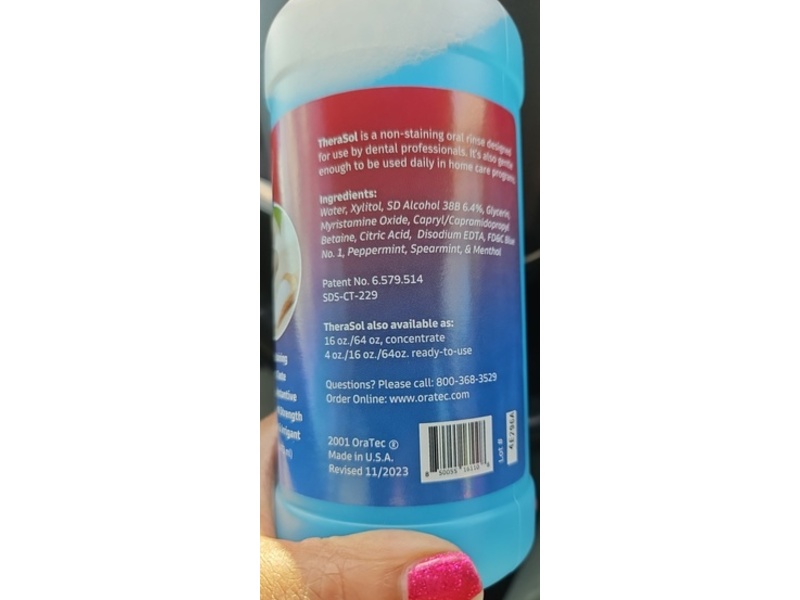 TheraSol is a non-staining oral rinse designed
for use by dental professionals. It's also gentle
enough to be used daily in home care programs.
Ingredients:
Water, Xylitol, SD Alcohol 38B 6.4%, Glycerin,
Myristamine Oxide, Capryl/Capramidopropyl
Betaine, Citric Acid, Disodium EDTA, FD&C Blue
No. 1, Peppermint, Spearmint, & Menthol
Patent No. 6.579.514
SDS-CT-229
TheraSol also available as:
16 oz./64 oz, concentrate
4 oz./16 oz./64oz. ready-to-use
Questions? Please call: 800-368-3529
Order Online: www.oratec.com
2001 OraTec ®
Made in U.S.A.
Revised 11/2023
Lot #